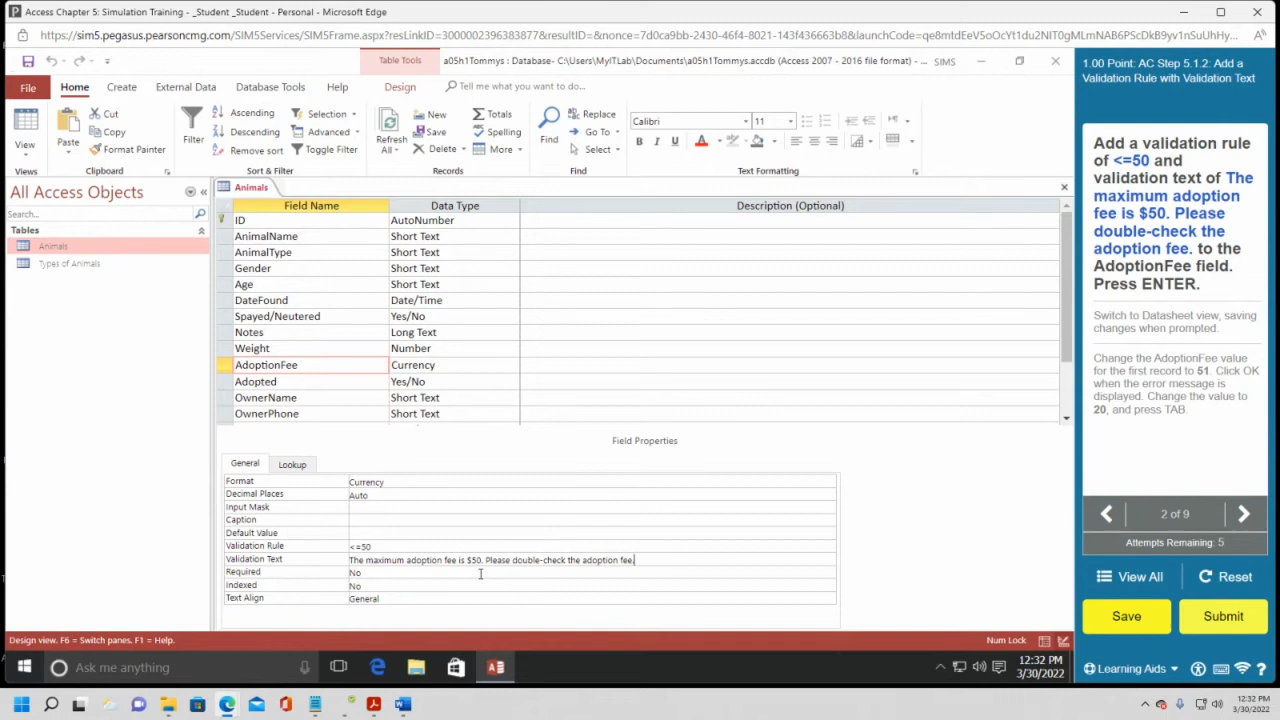 Access Chapter 5: Simulation Training - _Student _Student - Personal - Microsoft Edge
https://sim5.pegasus.pearsoncmg.com/SIM5Services/SIM5Frame.aspx?resLinkID=30000023967836&resultID=&nonce=7d0ca9bb-2430-46f4-8021-143f436663b8&launchCode=
Table Tools
a05h1Tommys : Database- C:\Users\MyITLab\Documents\a05h1Tommys.accdb (Access 2007 - 2016 file format) -
SIMS
File
Home
Create
External Data
Database Tools
Help
Design
Tell me what you want to do...
View
Views
Paste
Cut
Copy
Format Painter
Clipboard
Filter
Ascending
Descending
Remove sort
Selection
Advanced
Toggle Filter
Sort & Filter
Refresh
All
New
Save
Delete
Totals
Spelling
More
Records
Find
Replace
Go To
Select
Find
Calibri
11
B I U
Text Formatting
All Access Objects
Search...
Tables
Animals
Types of Animals
Animals
Field Name Data Type Description (Optional)
ID AutoNumber
AnimalName Short Text
AnimalType Short Text
Gender Short Text
Age Short Text
DateFound Date/Time
Spayed/Neutered Yes/No
Notes Long Text
Weight Number
AdoptionFee Currency
Adopted Yes/No
OwnerName Short Text
OwnerPhone Short Text
Field Properties
General Lookup
Format Currency
Decimal Places Auto
Input Mask
Caption
Default Value
Validation Rule <=50
Validation Text The maximum adoption fee is $50. Please double-check the adoption fee.
Required No
Indexed No
Text Align General
Design view. F6 = Switch panes, F1 = Help.
Num Lock
1.00 Point: AC Step 5.1.2: Add a
Validation Rule with Validation Text
Add a validation rule
of <=50 and
validation text of The
maximum adoption
fee is $50. Please
double-check the
adoption fee. to the
AdoptionFee field.
Press ENTER.
Switch to Datasheet view, saving
changes when prompted.
Change the AdoptionFee value
for the first record to 51. Click OK
when the error message is
displayed. Change the value to
20, and press TAB.
2 of 9
Attempts Remaining: 5
View All
Reset
Save
Submit
Learning Aids
Ask me anything
12:32 PM
3/30/2022
12:32 PM
3/30/2022